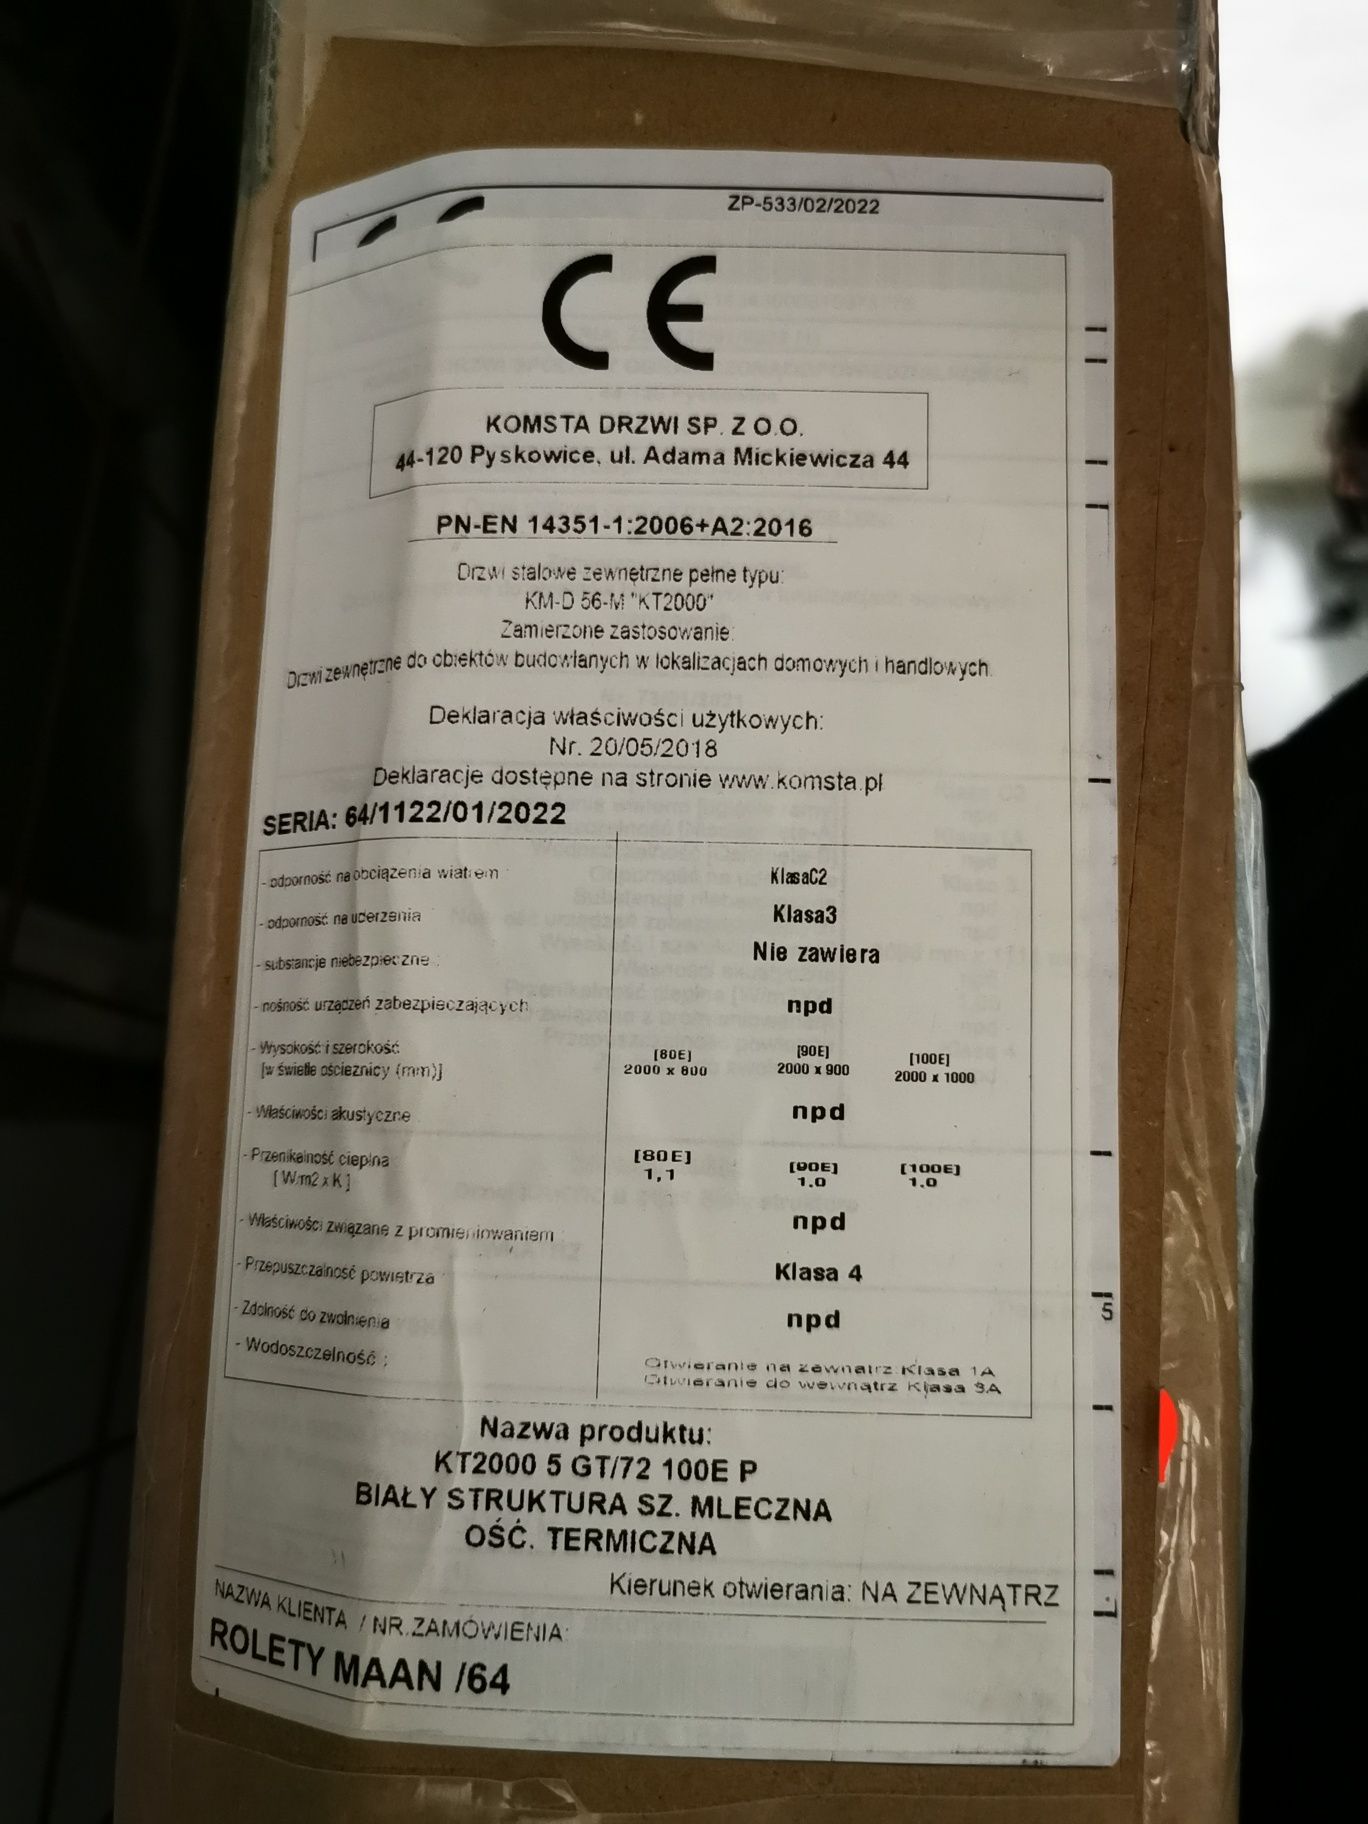 ZP-533/02/2022
CE
KOMSTA DRZWI SP. Z O.O.
44-120 Pyskowice, ul. Adama Mickiewicza 44
PN-EN 14351-1:2006+A2:2016
Drzwi stalowe zewnętrzne pełne typu:
KM-D 56-M "KT2000"
Zamierzone zastosowanie:
Drzwi zewnętrzne do obiektów budowlanych w lokalizacjach domowych i handlowych.
Deklaracja właściwości użytkowych:
Nr. 20/05/2018
Deklaracje dostępne na stronie www.komsta.pl
SERIA: 64/1122/01/2022
- odporność na obciążenia wiatrem : KlasaC2
- odporność na uderzenia Klasa3
- substancje niebezpieczne : Nie zawiera
- nośność urządzeń zabezpieczających npd
- Wysokość i szerokość [80E] [90E] [100E]
[w świetle ościeżnicy (mm)] 2000 x 800 2000 x 900 2000 x 1000
- Właściwości akustyczne npd
- Przenikalność cieplna [80E] [90E] [100E]
[ W/m2 x K ] 1,1 1.0 1.0
- Właściwości związane z promieniowaniem : npd
- Przepuszczalność powietrza Klasa 4
- Zdolność do zwolnienia npd
- Wodoszczelność : Otwieranie na zewnatrz Klasa 1A
Otwieranie do wewnątrz Klasa 3A
5
Nazwa produktu:
KT2000 5 GT/72 100E P
BIAŁY STRUKTURA SZ. MLECZNA
OŚĆ. TERMICZNA
Kierunek otwierania: NA ZEWNĄTRZ
NAZWA KLIENTA / NR.ZAMÓWIENIA:
ROLETY MAAN /64